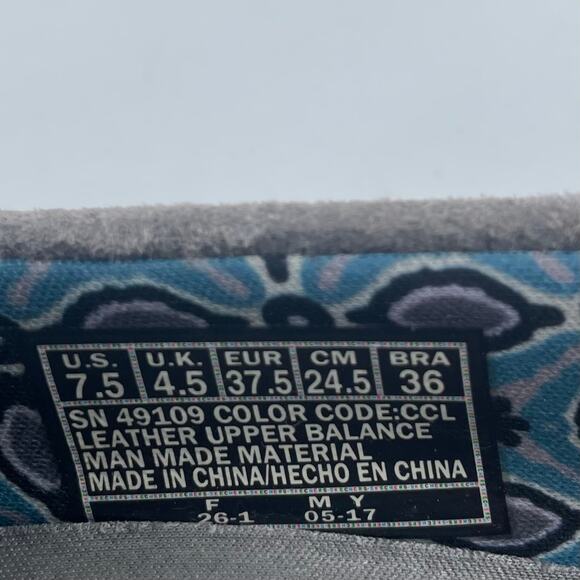 U.S. U.K. EUR CM BRA
7.5 4.5 37.5 24.5 36
SN 49109 COLOR CODE:CCL
LEATHER UPPER BALANCE
MAN MADE MATERIAL
MADE IN CHINA/HECHO EN CHINA
F M Y
26-1 05-17